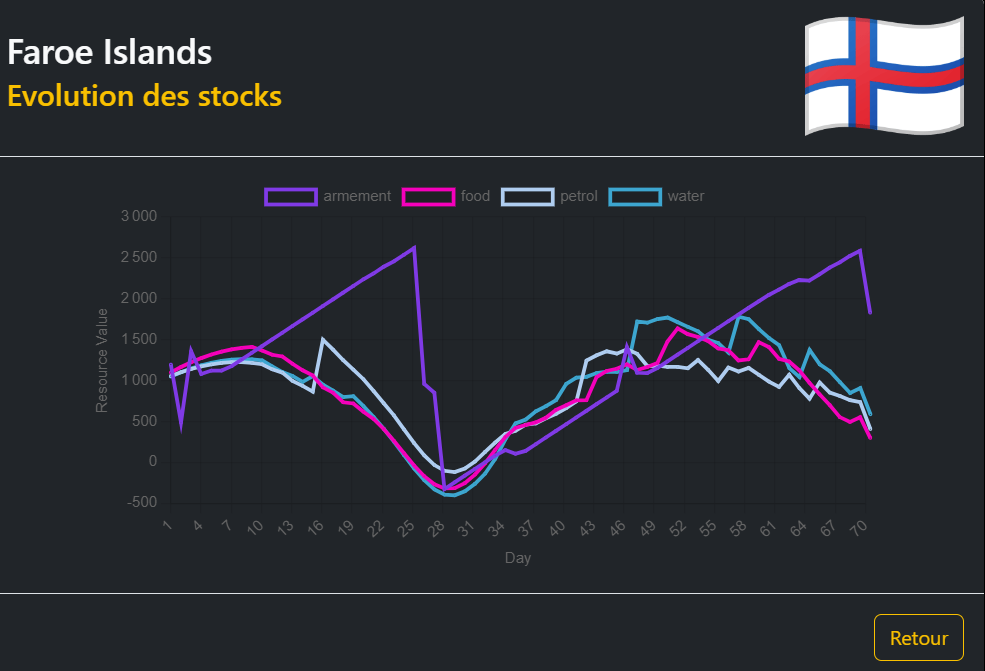 Faroe Islands
Evolution des stocks
armement food petrol water
3 000
2 500
2 000
1 500
1 000
500
0
-500
Resource Value
1 4 7 10 13 16 19 22 25 28 31 34 37 40 43 46 49 52 55 58 61 64 67 70
Day
Retour